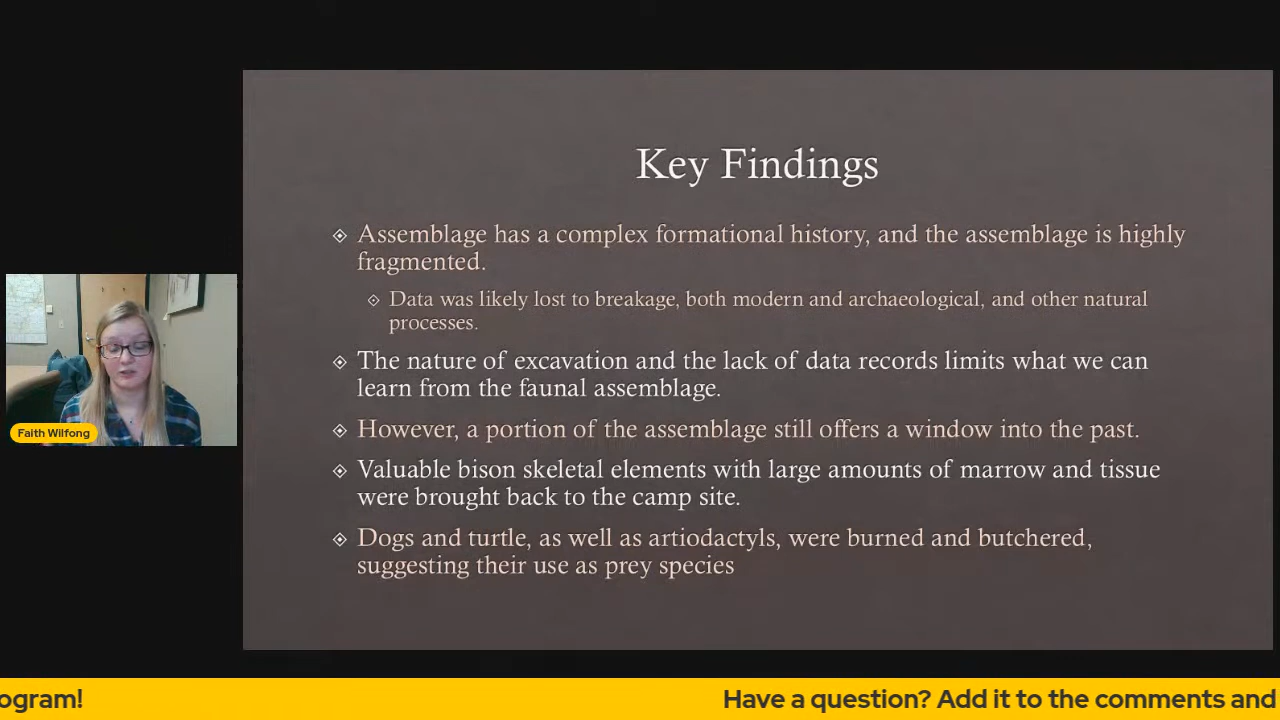 Key Findings
Assemblage has a complex formational history, and the assemblage is highly
fragmented.
Data was likely lost to breakage, both modern and archaeological, and other natural
processes.
The nature of excavation and the lack of data records limits what we can
learn from the faunal assemblage.
However, a portion of the assemblage still offers a window into the past.
Valuable bison skeletal elements with large amounts of marrow and tissue
were brought back to the camp site.
Dogs and turtle, as well as artiodactyls, were burned and butchered,
suggesting their use as prey species
Faith Wilfong
ogram! Have a question? Add it to the comments and